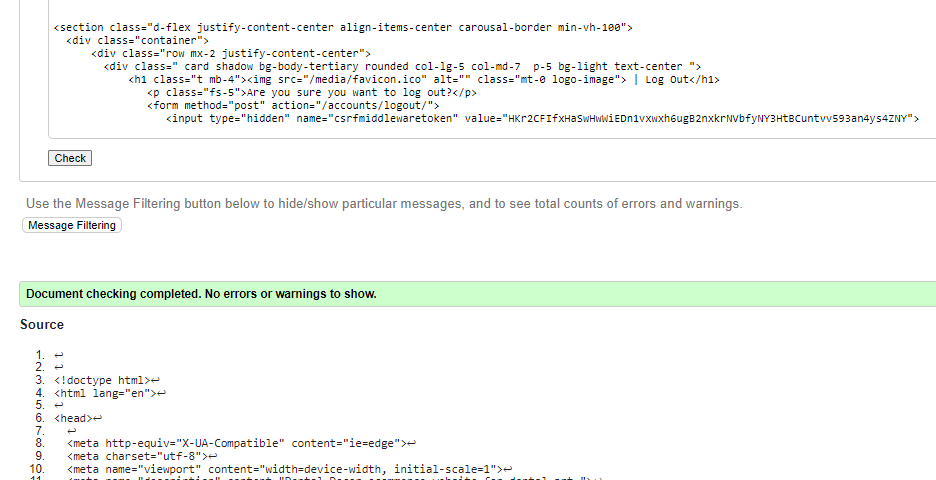 <section class="d-flex justify-content-center align-items-center carousal-border min-vh-100">
<div class="container">
<div class="row mx-2 justify-content-center">
<div class=" card shadow bg-body-tertiary rounded col-lg-5 col-md-7  p-5 bg-light text-center ">
<h1 class="t mb-4"><img src="/media/favicon.ico" alt="" class="mt-0 logo-image"> | Log Out</h1>
<p class="fs-5">Are you sure you want to log out?</p>
<form method="post" action="/accounts/logout/">
<input type="hidden" name="csrfmiddlewaretoken" value="HKr2CFIfxHaSwHwWiEDn1vxwxh6ugB2nxkrNVbfyNY3HtBCuntvv593an4ys4ZNY">
Check
Use the Message Filtering button below to hide/show particular messages, and to see total counts of errors and warnings.
Message Filtering
Document checking completed. No errors or warnings to show.
Source
1. ↩
2. ↩
3. <!doctype html>↩
4. <html lang="en">↩
5. ↩
6. <head>↩
7. ↩
8. <meta http-equiv="X-UA-Compatible" content="ie=edge">↩
9. <meta charset="utf-8">↩
10. <meta name="viewport" content="width=device-width, initial-scale=1">↩